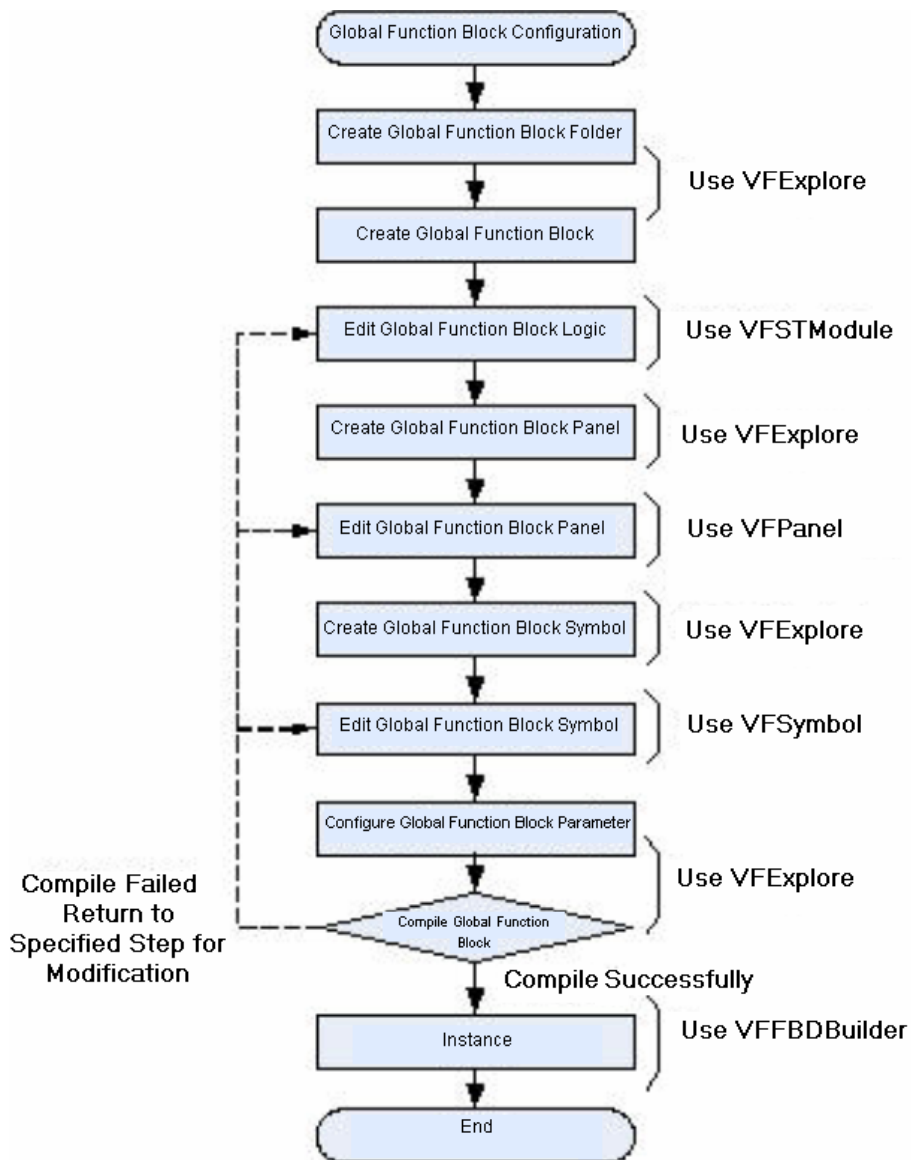 Global Function Block Configuration
Create Global Function Block Folder
Use VFExplore
Create Global Function Block
Edit Global Function Block Logic
Use VFSTModule
Create Global Function Block Panel
Use VFExplore
Edit Global Function Block Panel
Use VFPanel
Create Global Function Block Symbol
Use VFExplore
Edit Global Function Block Symbol
Use VFSymbol
Configure Global Function Block Parameter
Use VFExplore
Compile Failed
Return to
Specified Step for
Modification
Compile Global Function
Block
Compile Successfully
Instance
Use VFFBDBuilder
End